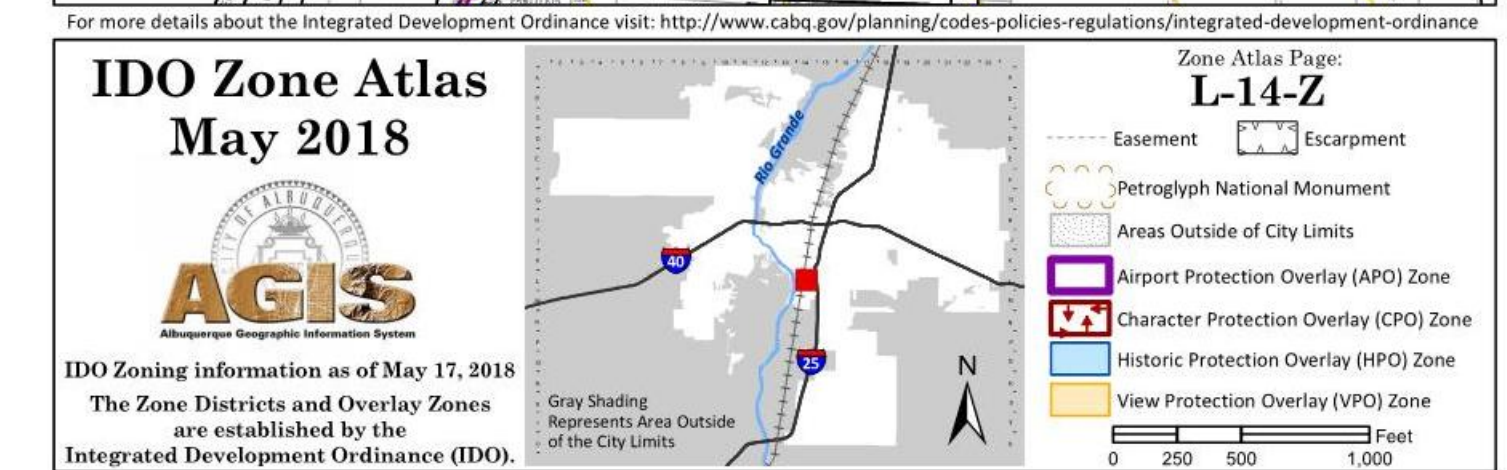 For more details about the Integrated Development Ordinance visit: http://www.cabq.gov/planning/codes-policies-regulations/integrated-development-ordinance
IDO Zone Atlas
May 2018
CITY OF ALBUQUERQUE
AGIS
Albuquerque Geographic Information System
IDO Zoning information as of May 17, 2018
The Zone Districts and Overlay Zones
are established by the
Integrated Development Ordinance (IDO).
Rio Grande
40
25
N
Gray Shading
Represents Area Outside
of the City Limits
Zone Atlas Page:
L-14-Z
Easement
Escarpment
Petroglyph National Monument
Areas Outside of City Limits
Airport Protection Overlay (APO) Zone
Character Protection Overlay (CPO) Zone
Historic Protection Overlay (HPO) Zone
View Protection Overlay (VPO) Zone
Feet
0 250 500 1,000